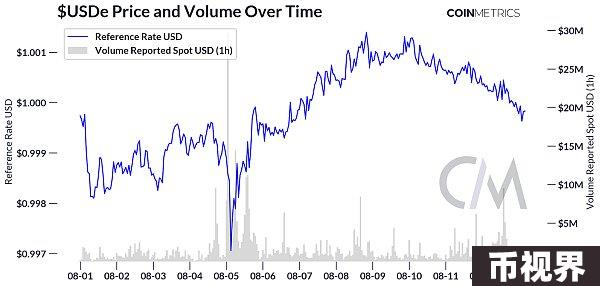 $USDe Price and Volume Over Time
COINMETRICS
Reference Rate USD
Volume Reported Spot USD (1h)
Reference Rate USD
$1.001
$1.000
$0.999
$0.998
$0.997
$30M
$25M
$20M
$15M
$10M
$5M
Volume Reported Spot USD (1h)
CM
08-01 08-02 08-03 08-04 08-05 08-06 08-07 08-08 08-09 08-10 08-11
币视界